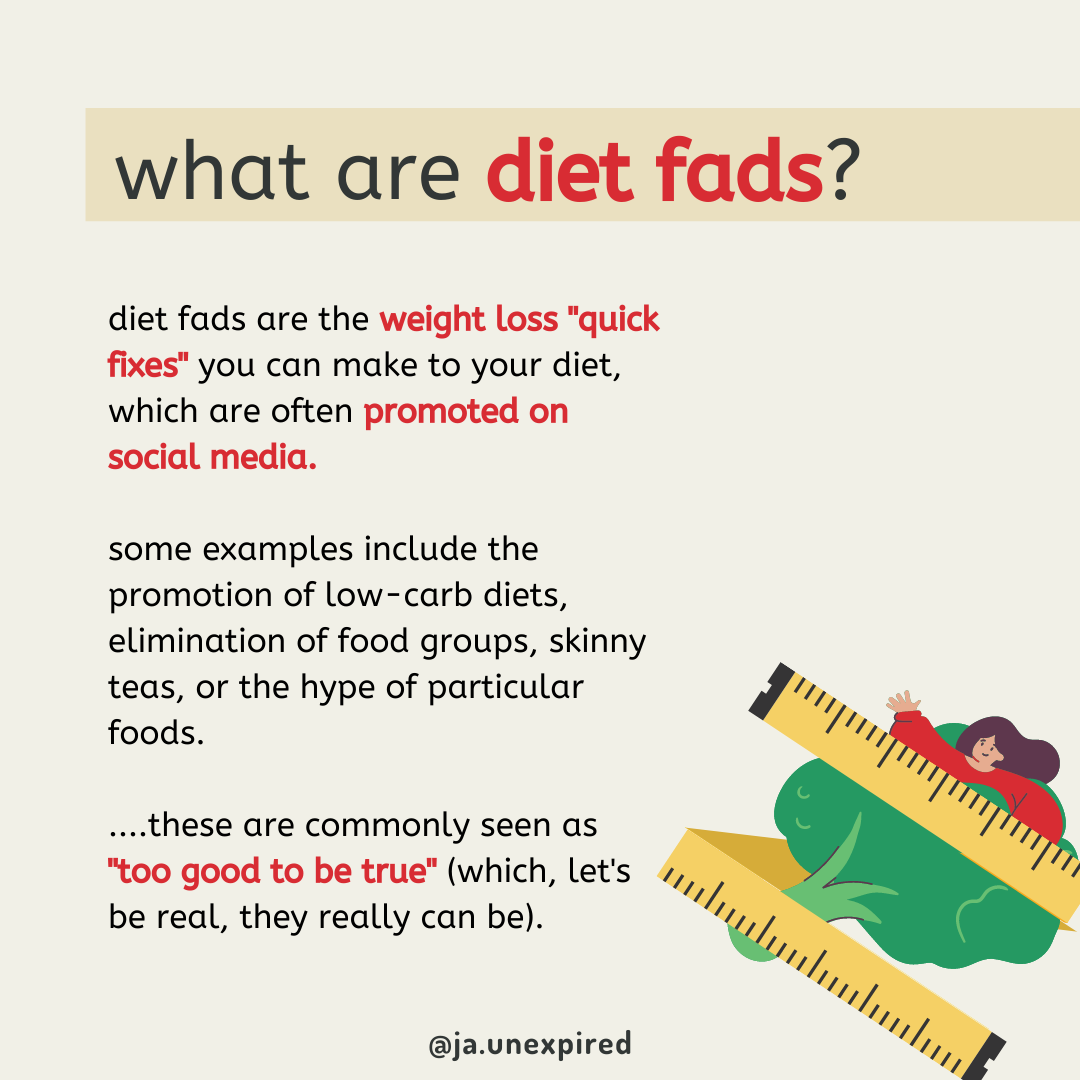 what are diet fads?
diet fads are the weight loss "quick
fixes" you can make to your diet,
which are often promoted on
social media.
some examples include the
promotion of low-carb diets,
elimination of food groups, skinny
teas, or the hype of particular
foods.
....these are commonly seen as
"too good to be true" (which, let's
be real, they really can be).
@ja.unexpired